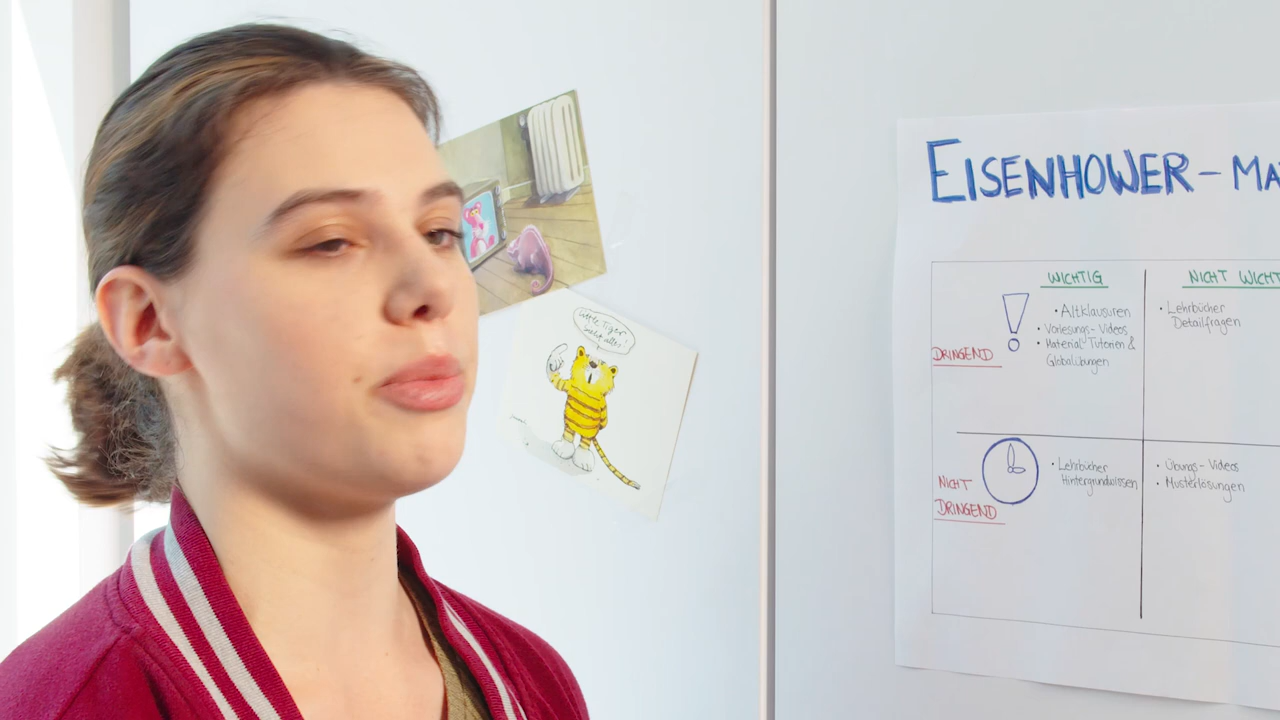 EISENHOWER - MA
WICHTIG
NICHT WICHT
• Altklausuren
• Vorlesungs-Videos
• Material Tutorien &
Globalübungen
• Lehrbücher
Detailfragen
DRINGEND
• Lehrbücher
Hintergrundwissen
• Übungs-Videos
• Musterlösungen
NICHT
DRINGEND
alles!